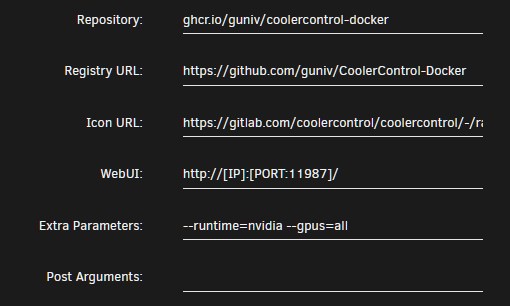 Repository: ghcr.io/guniv/coolercontrol-docker
Registry URL: https://github.com/guniv/CoolerControl-Docker
Icon URL: https://gitlab.com/coolercontrol/coolercontrol/-/ra
WebUI: http://[IP]:[PORT:11987]/
Extra Parameters: --runtime=nvidia --gpus=all
Post Arguments: